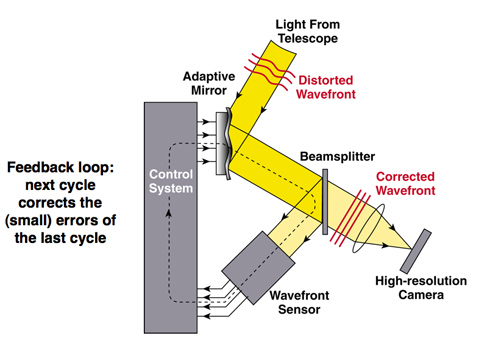 Light From
Telescope
Adaptive
Mirror
Distorted
Wavefront
Beamsplitter
Feedback loop:
next cycle
corrects the
(small) errors of
the last cycle
Control
System
Corrected
Wavefront
High-resolution
Camera
Wavefront
Sensor